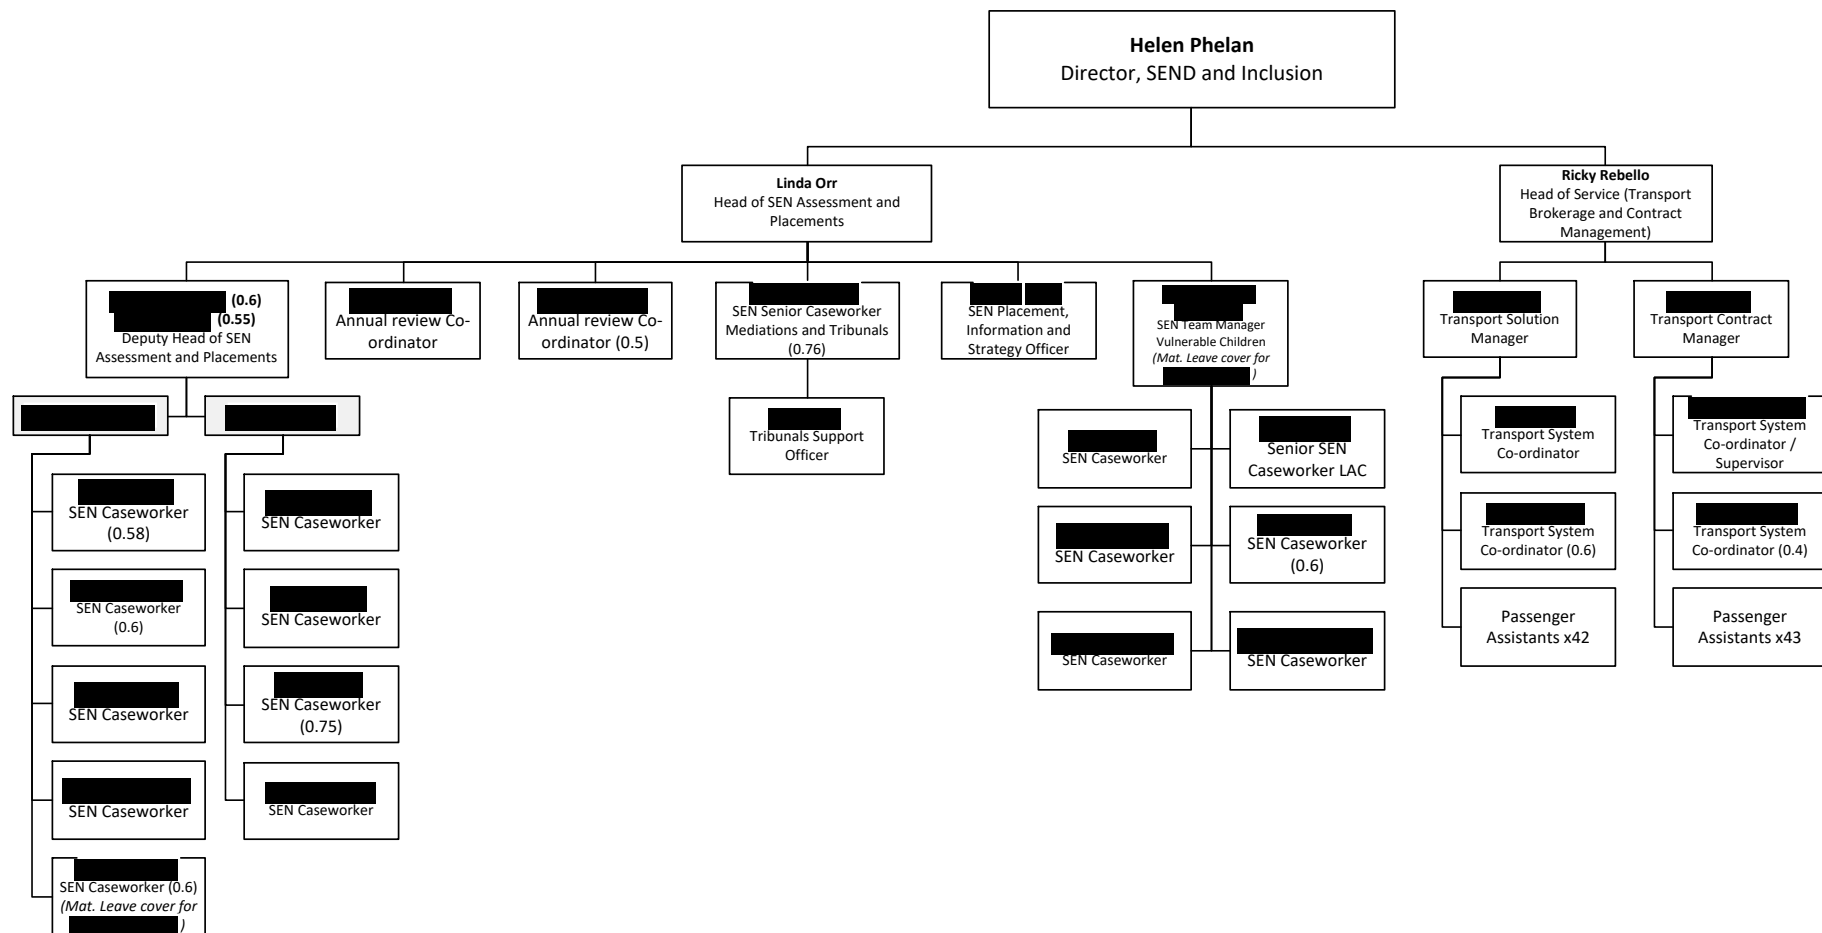 Helen Phelan
Director, SEND and Inclusion
Linda Orr
Head of SEN Assessment and
Placements
Ricky Rebello
Head of Service (Transport
Brokerage and Contract
Management)
(0.6)
(0.55)
Deputy Head of SEN
Assessment and Placements
Annual review Co-
ordinator
Annual review Co-
ordinator (0.5)
SEN Senior Caseworker
Mediations and Tribunals
(0.76)
SEN Placement,
Information and
Strategy Officer
SEN Team Manager
Vulnerable Children
(Mat. Leave cover for
)
Transport Solution
Manager
Transport Contract
Manager
SEN Caseworker
(0.58)
SEN Caseworker
(0.6)
SEN Caseworker
SEN Caseworker
SEN Caseworker (0.6)
(Mat. Leave cover for
)
SEN Caseworker
SEN Caseworker
SEN Caseworker
(0.75)
SEN Caseworker
Tribunals Support
Officer
SEN Caseworker
Senior SEN
Caseworker LAC
SEN Caseworker
SEN Caseworker
(0.6)
SEN Caseworker
SEN Caseworker
Transport System
Co-ordinator
Transport System
Co-ordinator (0.6)
Passenger
Assistants x42
Transport System
Co-ordinator /
Supervisor
Transport System
Co-ordinator (0.4)
Passenger
Assistants x43